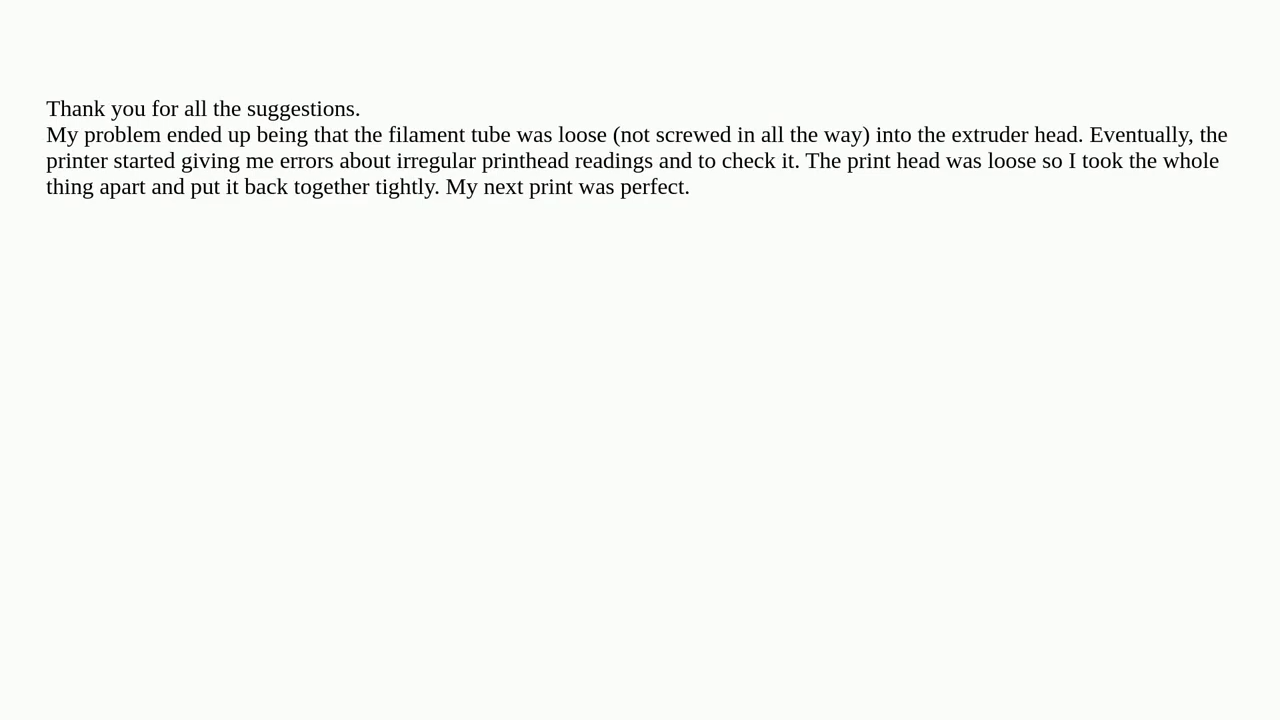 Thank you for all the suggestions.
My problem ended up being that the filament tube was loose (not screwed in all the way) into the extruder head. Eventually, the
printer started giving me errors about irregular printhead readings and to check it. The print head was loose so I took the whole
thing apart and put it back together tightly. My next print was perfect.